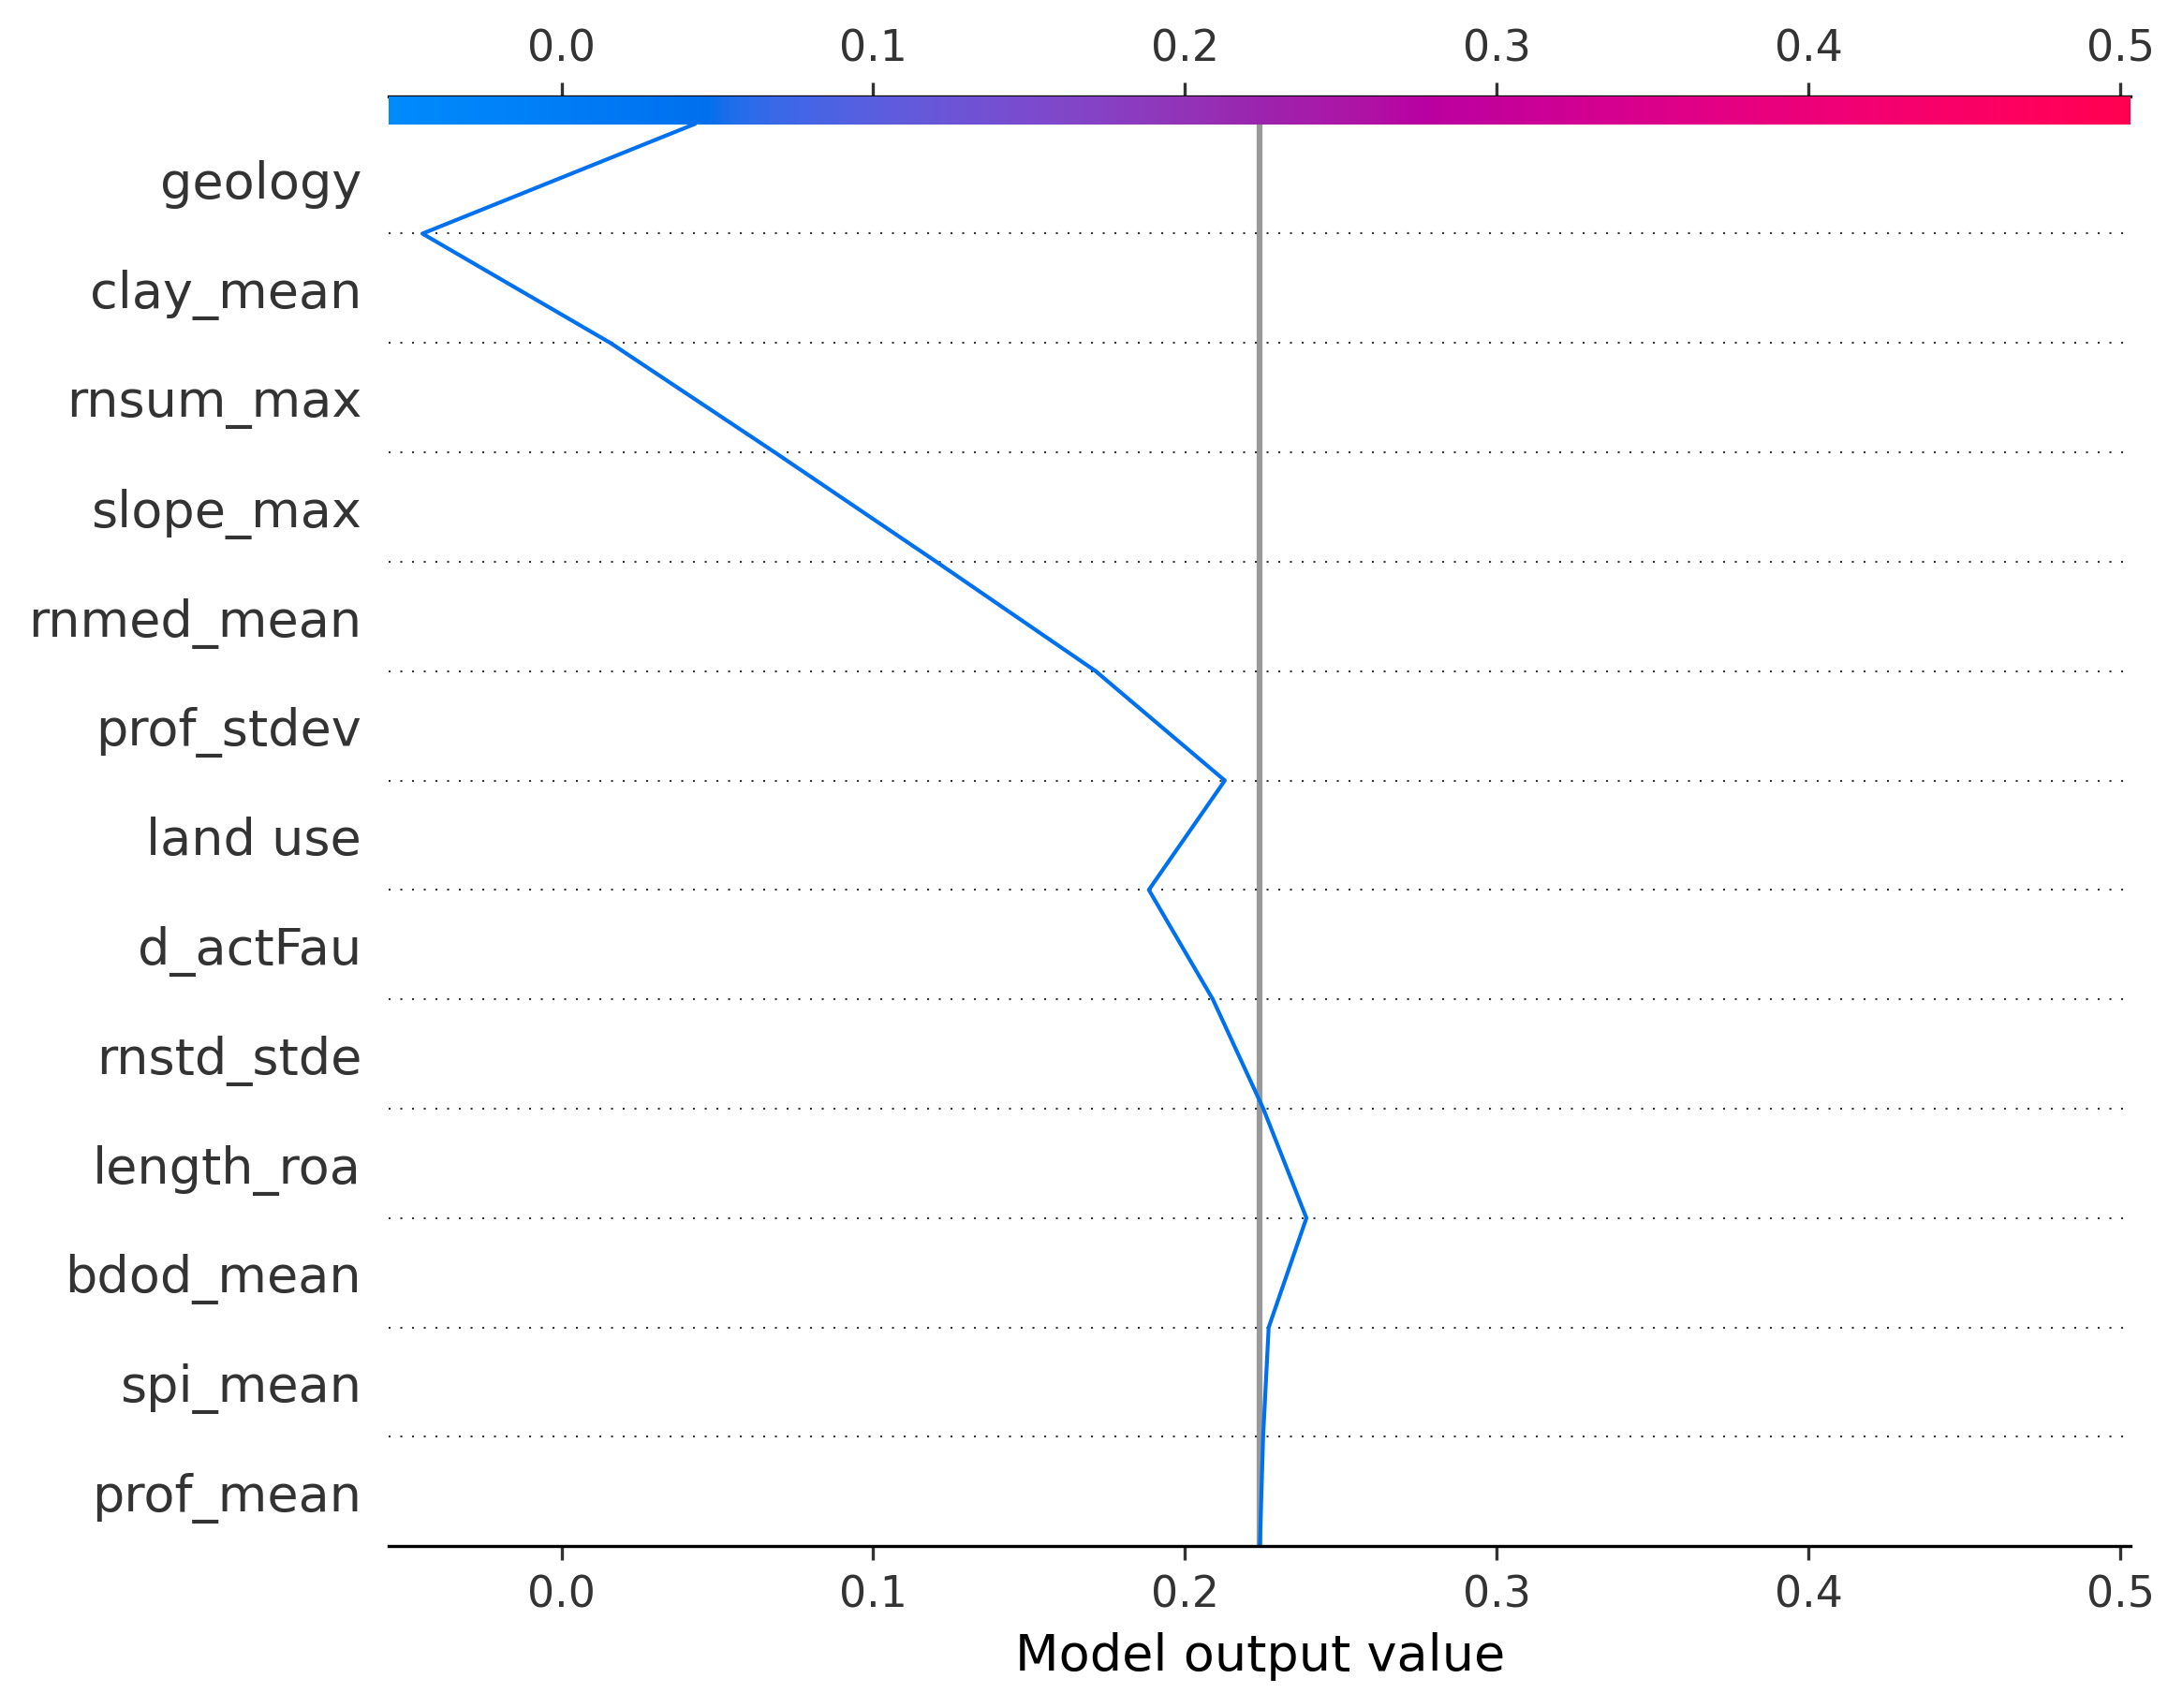 0.0 0.1 0.2 0.3 0.4 0.5
geology
clay_mean
rnsum_max
slope_max
rnmed_mean
prof_stdev
land use
d_actFau
rnstd_stde
length_roa
bdod_mean
spi_mean
prof_mean
0.0 0.1 0.2 0.3 0.4 0.5
Model output value